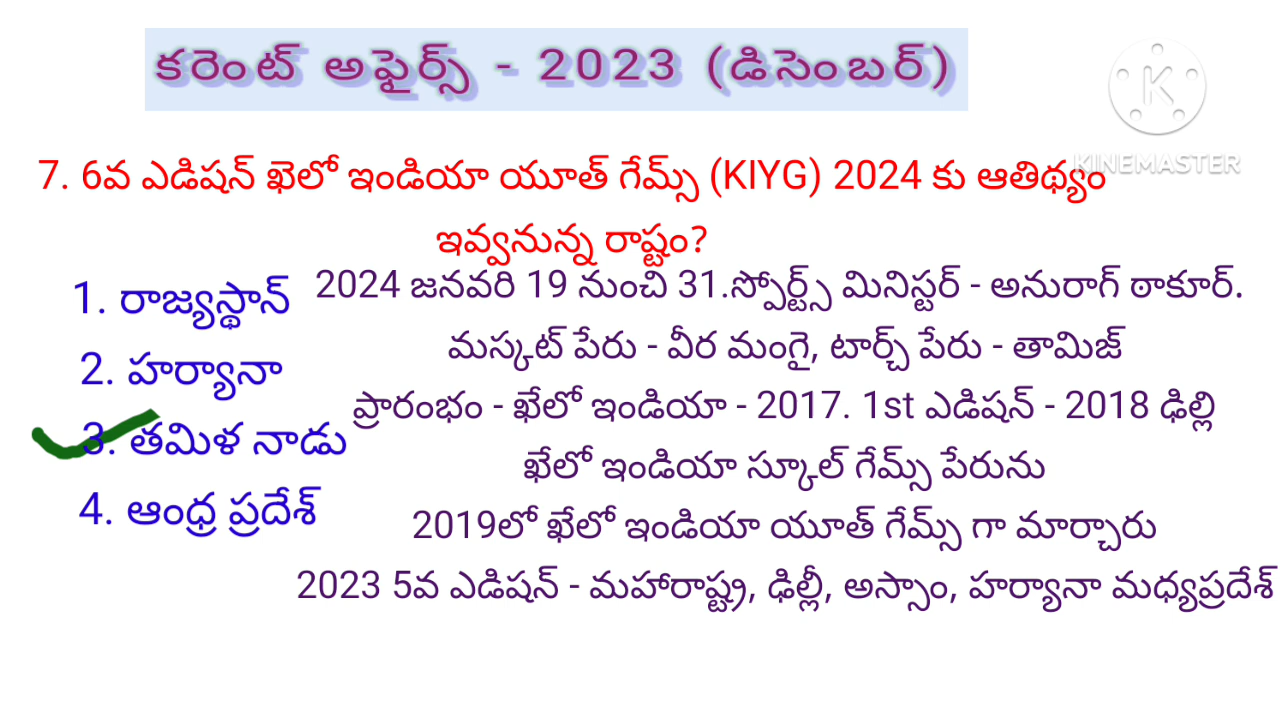 కరెంట్ అఫైర్స్ - 2023 (డిసెంబర్)
KINEMASTER
7. 6వ ఎడిషన్ ఖెలో ఇండియా యూత్ గేమ్స్ (KIYG) 2024 కు ఆతిథ్యం
ఇవ్వనున్న రాష్టం?
1. రాజ్యస్థాన్
2. హర్యానా
3. తమిళ నాడు
4. ఆంధ్ర ప్రదేశ్
2024 జనవరి 19 నుంచి 31.స్పోర్ట్స్ మినిస్టర్ - అనురాగ్ ఠాకూర్.
మస్కట్ పేరు - వీర మంగై, టార్చ్ పేరు - తామిజ్
ప్రారంభం - ఖేలో ఇండియా - 2017. 1st ఎడిషన్ - 2018 ఢిల్లి
ఖేలో ఇండియా స్కూల్ గేమ్స్ పేరును
2019లో ఖేలో ఇండియా యూత్ గేమ్స్ గా మార్చారు
2023 5వ ఎడిషన్ - మహారాష్ట్ర, ఢిల్లీ, అస్సాం, హర్యానా మధ్యప్రదేశ్